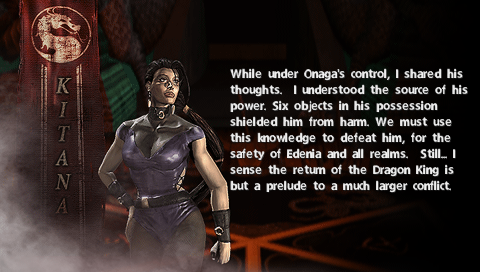 KITANA
While under Onaga's control, I shared his
thoughts. I understood the source of his
power. Six objects in his possession
shielded him from harm. We must use
this knowledge to defeat him, for the
safety of Edenia and all realms. Still... I
sense the return of the Dragon King is
but a prelude to a much larger conflict.